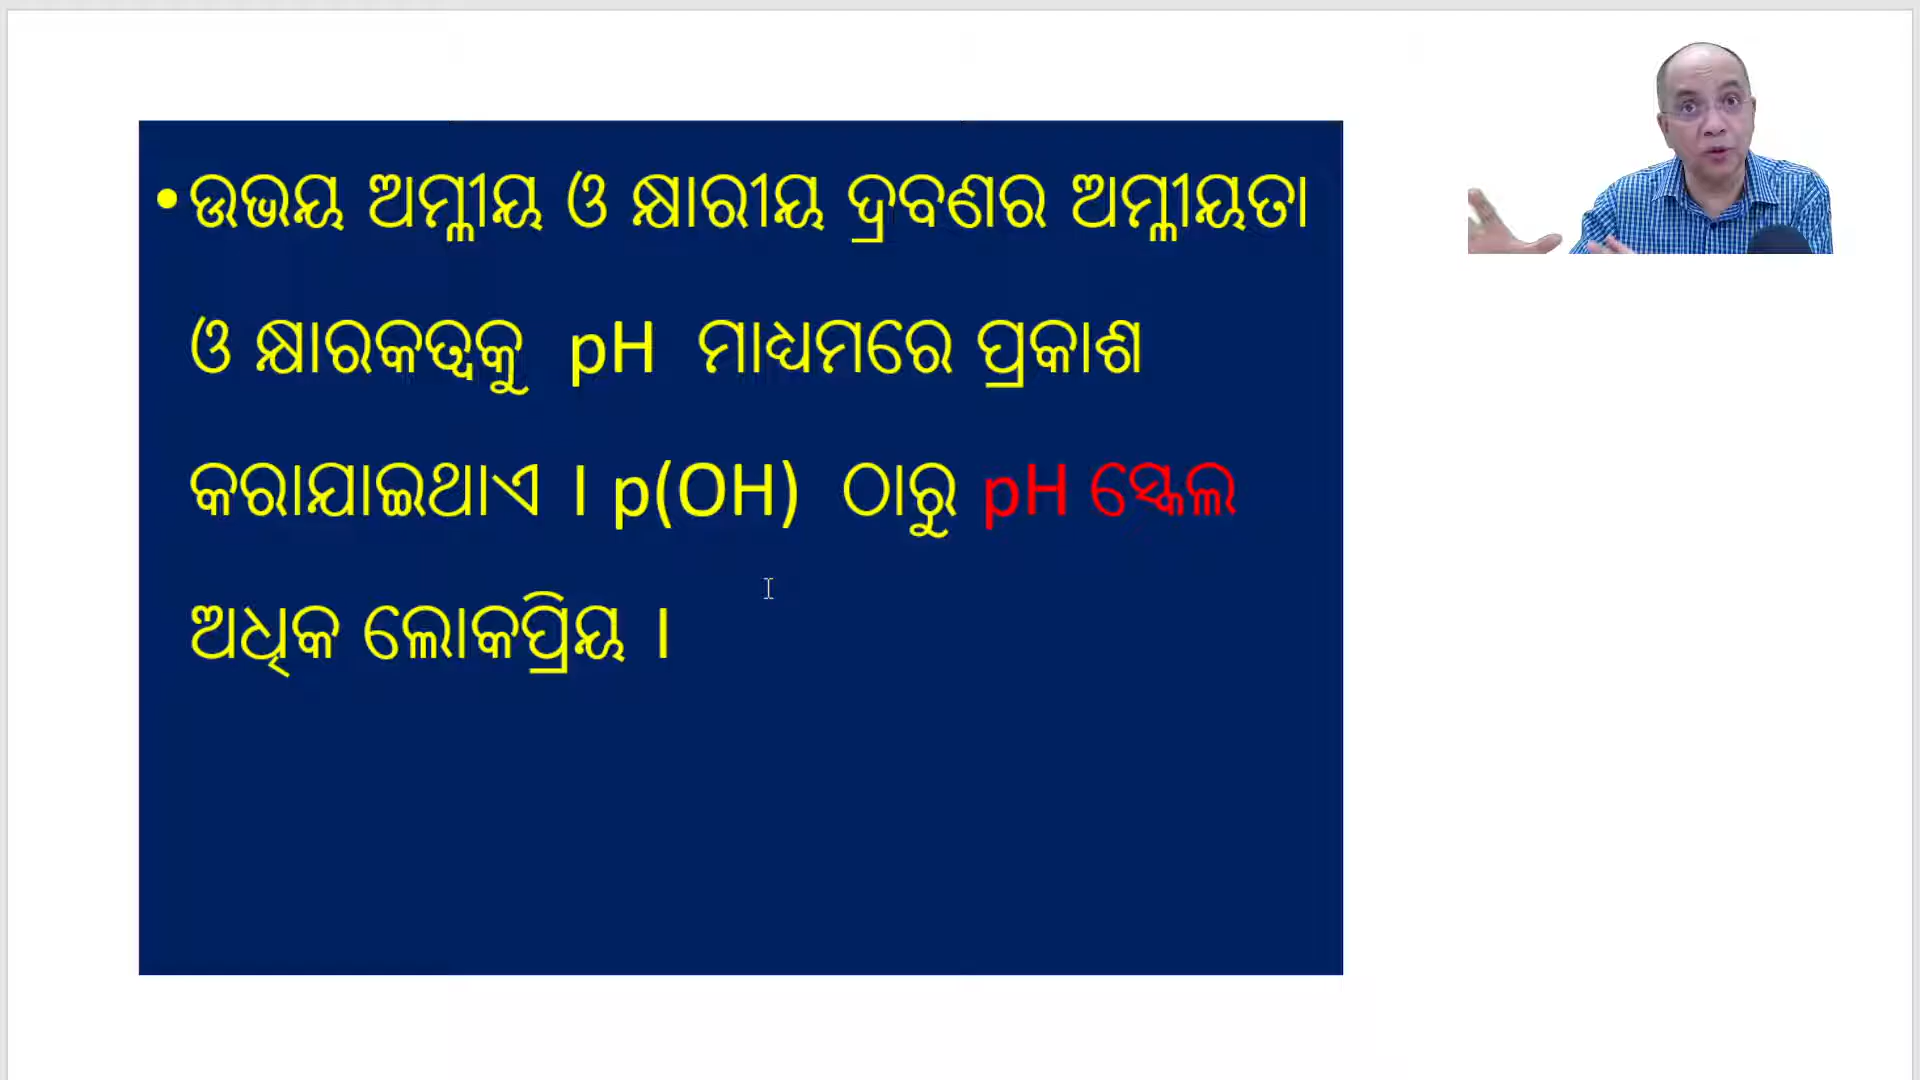 • ଉଭୟ ଅମ୍ଳୀୟ ଓ କ୍ଷାରୀୟ ଦ୍ରବଣର ଅମ୍ଳୀୟତା
ଓ କ୍ଷାରକତ୍ୱକୁ pH ମାଧ୍ୟମରେ ପ୍ରକାଶ
କରାଯାଇଥାଏ । p(OH) ଠାରୁ pH ସ୍କେଲ
ଅଧିକ ଲୋକପ୍ରିୟ ।